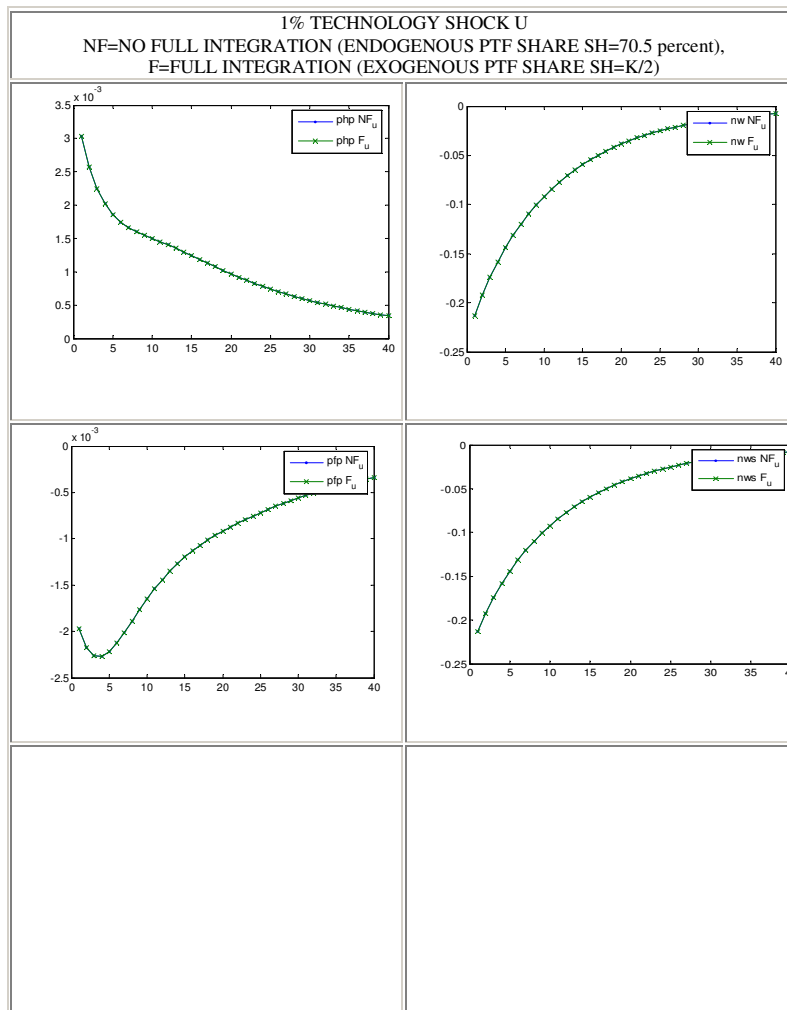 1% TECHNOLOGY SHOCK U
NF=NO FULL INTEGRATION (ENDOGENOUS PTF SHARE SH=70.5 percent),
F=FULL INTEGRATION (EXOGENOUS PTF SHARE SH=K/2)
x 10-3
3.5
3
2.5
2
1.5
1
0.5
0
0 5 10 15 20 25 30 35 40
php NFu
php Fu
0
-0.05
-0.1
-0.15
-0.2
-0.25
0 5 10 15 20 25 30 35 40
nw NFu
nw Fu
x 10-3
0
-0.5
-1
-1.5
-2
-2.5
0 5 10 15 20 25 30 35 40
pfp NFu
pfp Fu
0
-0.05
-0.1
-0.15
-0.2
-0.25
0 5 10 15 20 25 30 35
nws NFu
nws Fu